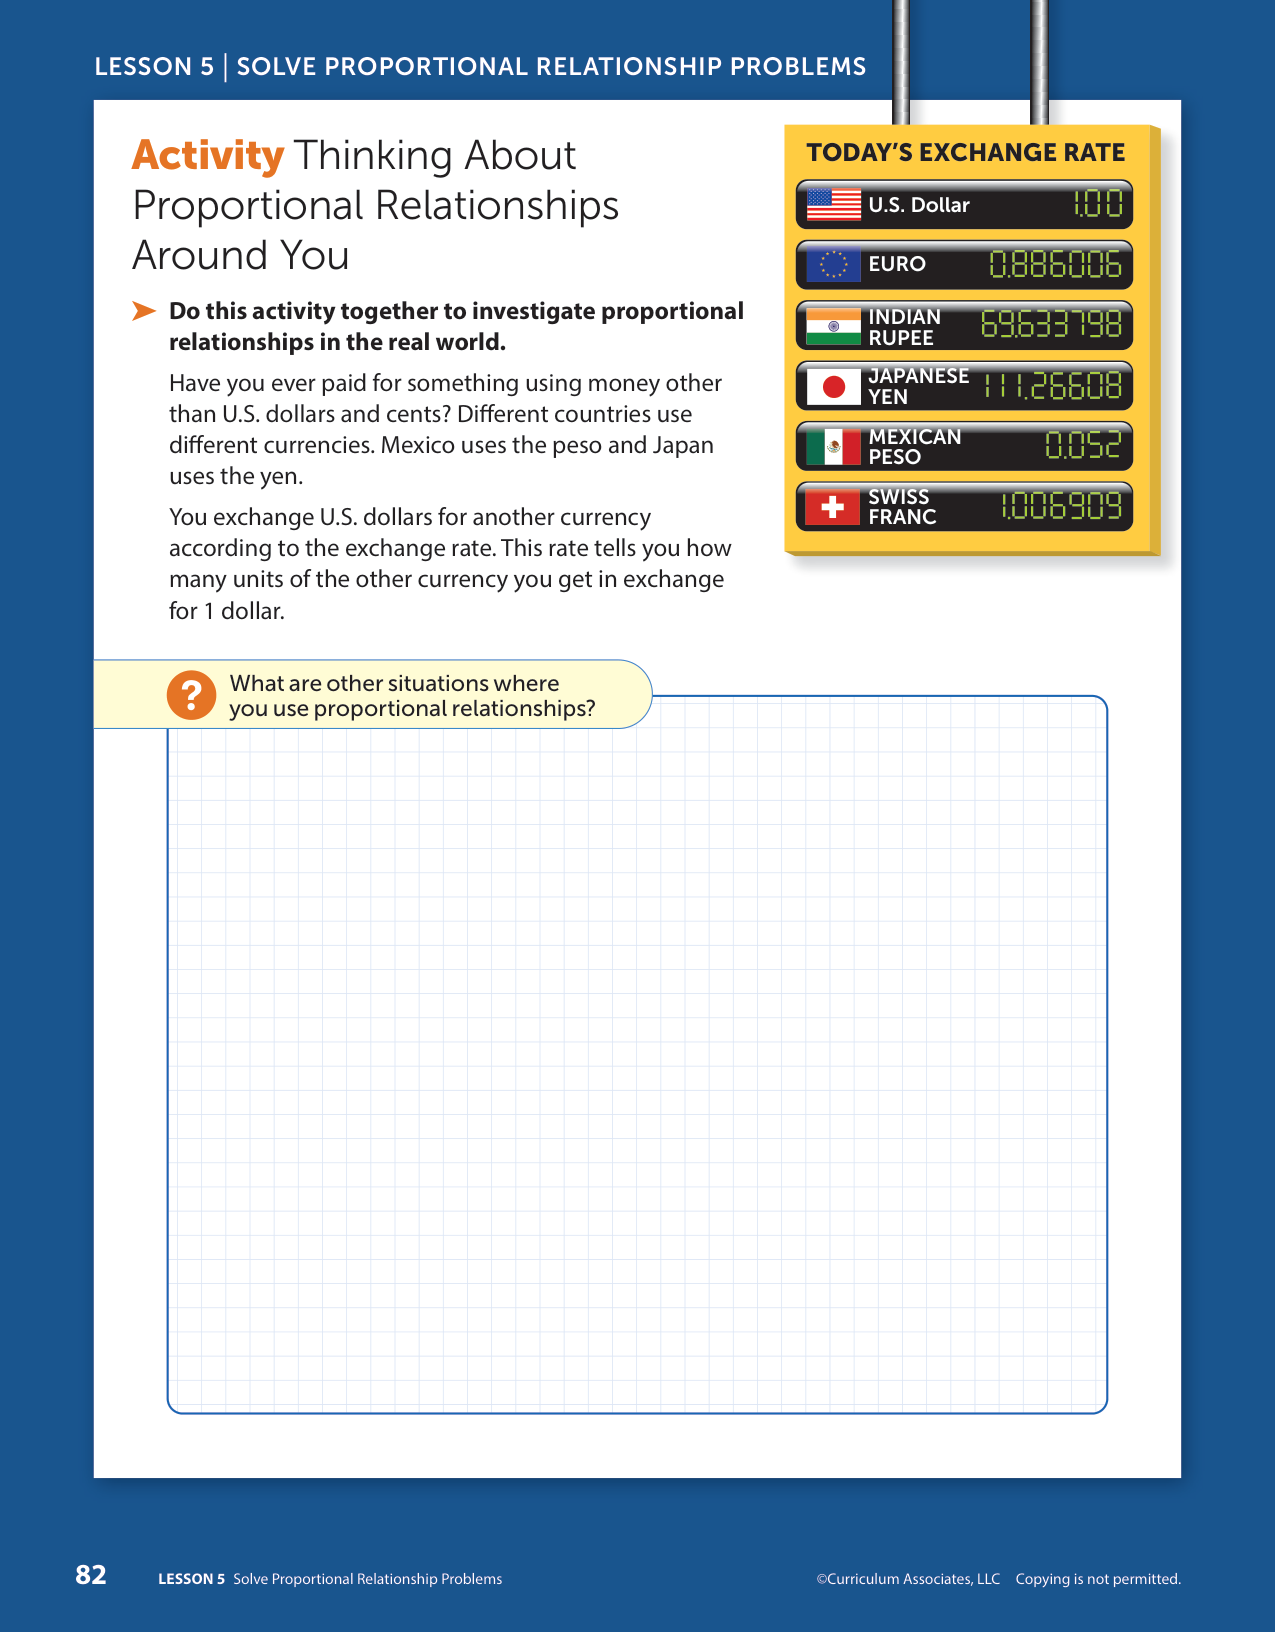 LESSON 5 | SOLVE PROPORTIONAL RELATIONSHIP PROBLEMS
Activity Thinking About
Proportional Relationships
Around You
Do this activity together to investigate proportional
relationships in the real world.
Have you ever paid for something using money other
than U.S. dollars and cents? Different countries use
different currencies. Mexico uses the peso and Japan
uses the yen.
You exchange U.S. dollars for another currency
according to the exchange rate. This rate tells you how
many units of the other currency you get in exchange
for 1 dollar.
TODAY'S EXCHANGE RATE
U.S. Dollar 1.00
EURO 0.886006
INDIAN
RUPEE 69.633798
JAPANESE
YEN 111.26608
MEXICAN
PESO 0.052
SWISS
FRANC 1.006909
? What are other situations where
you use proportional relationships?
82 LESSON 5 Solve Proportional Relationship Problems ©Curriculum Associates, LLC Copying is not permitted.